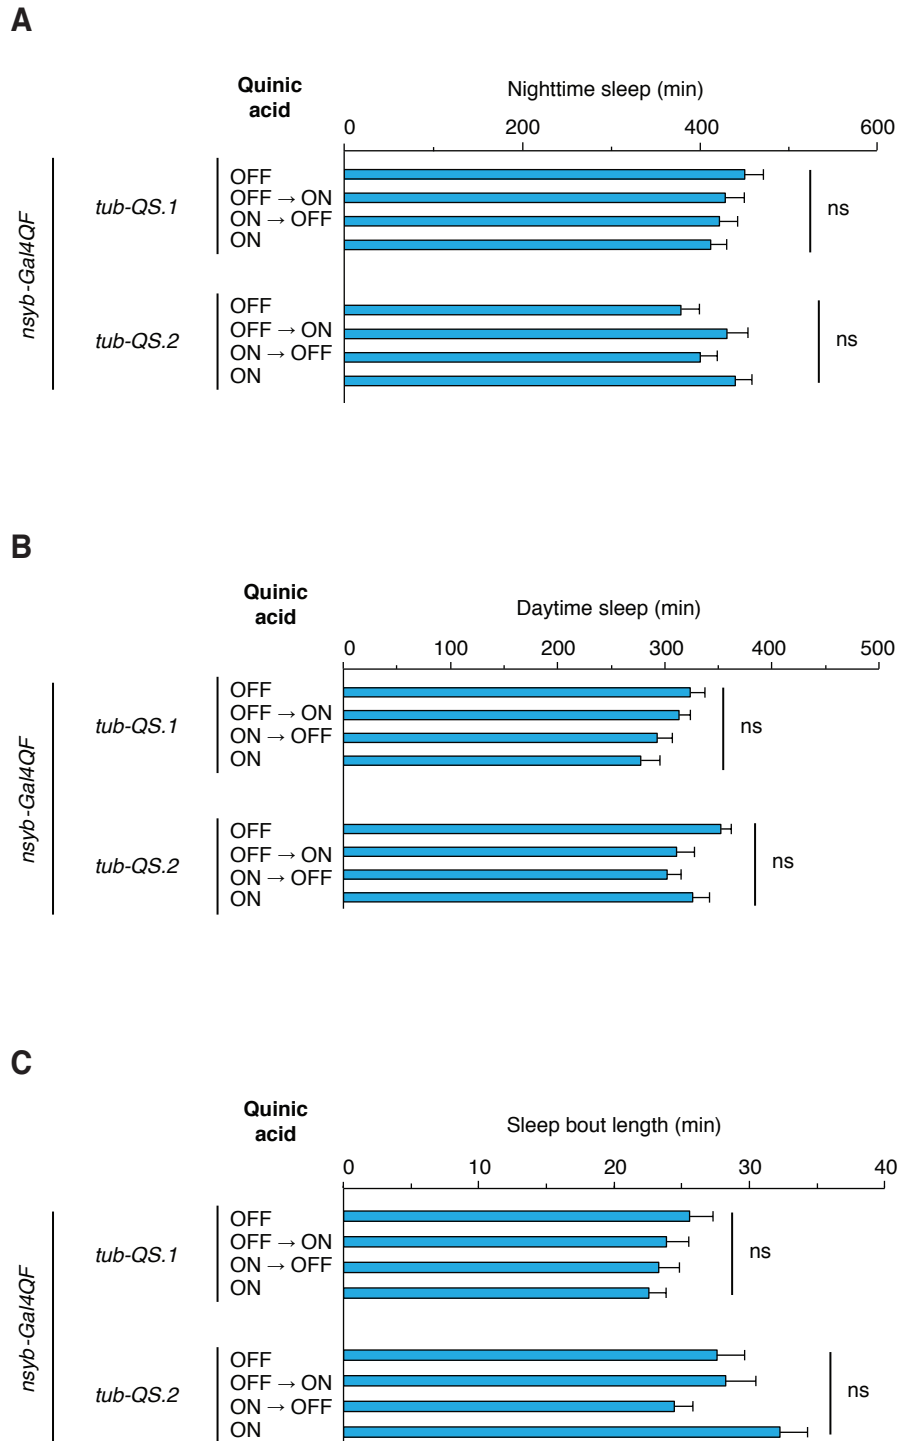 A
Quinic
acid
Nighttime sleep (min)
0 200 400 600
nsyb-Gal4QF
tub-QS.1
OFF
OFF → ON
ON → OFF
ON
ns
tub-QS.2
OFF
OFF → ON
ON → OFF
ON
ns
B
Quinic
acid
Daytime sleep (min)
0 100 200 300 400 500
nsyb-Gal4QF
tub-QS.1
OFF
OFF → ON
ON → OFF
ON
ns
tub-QS.2
OFF
OFF → ON
ON → OFF
ON
ns
C
Quinic
acid
Sleep bout length (min)
0 10 20 30 40
nsyb-Gal4QF
tub-QS.1
OFF
OFF → ON
ON → OFF
ON
ns
tub-QS.2
OFF
OFF → ON
ON → OFF
ON
ns